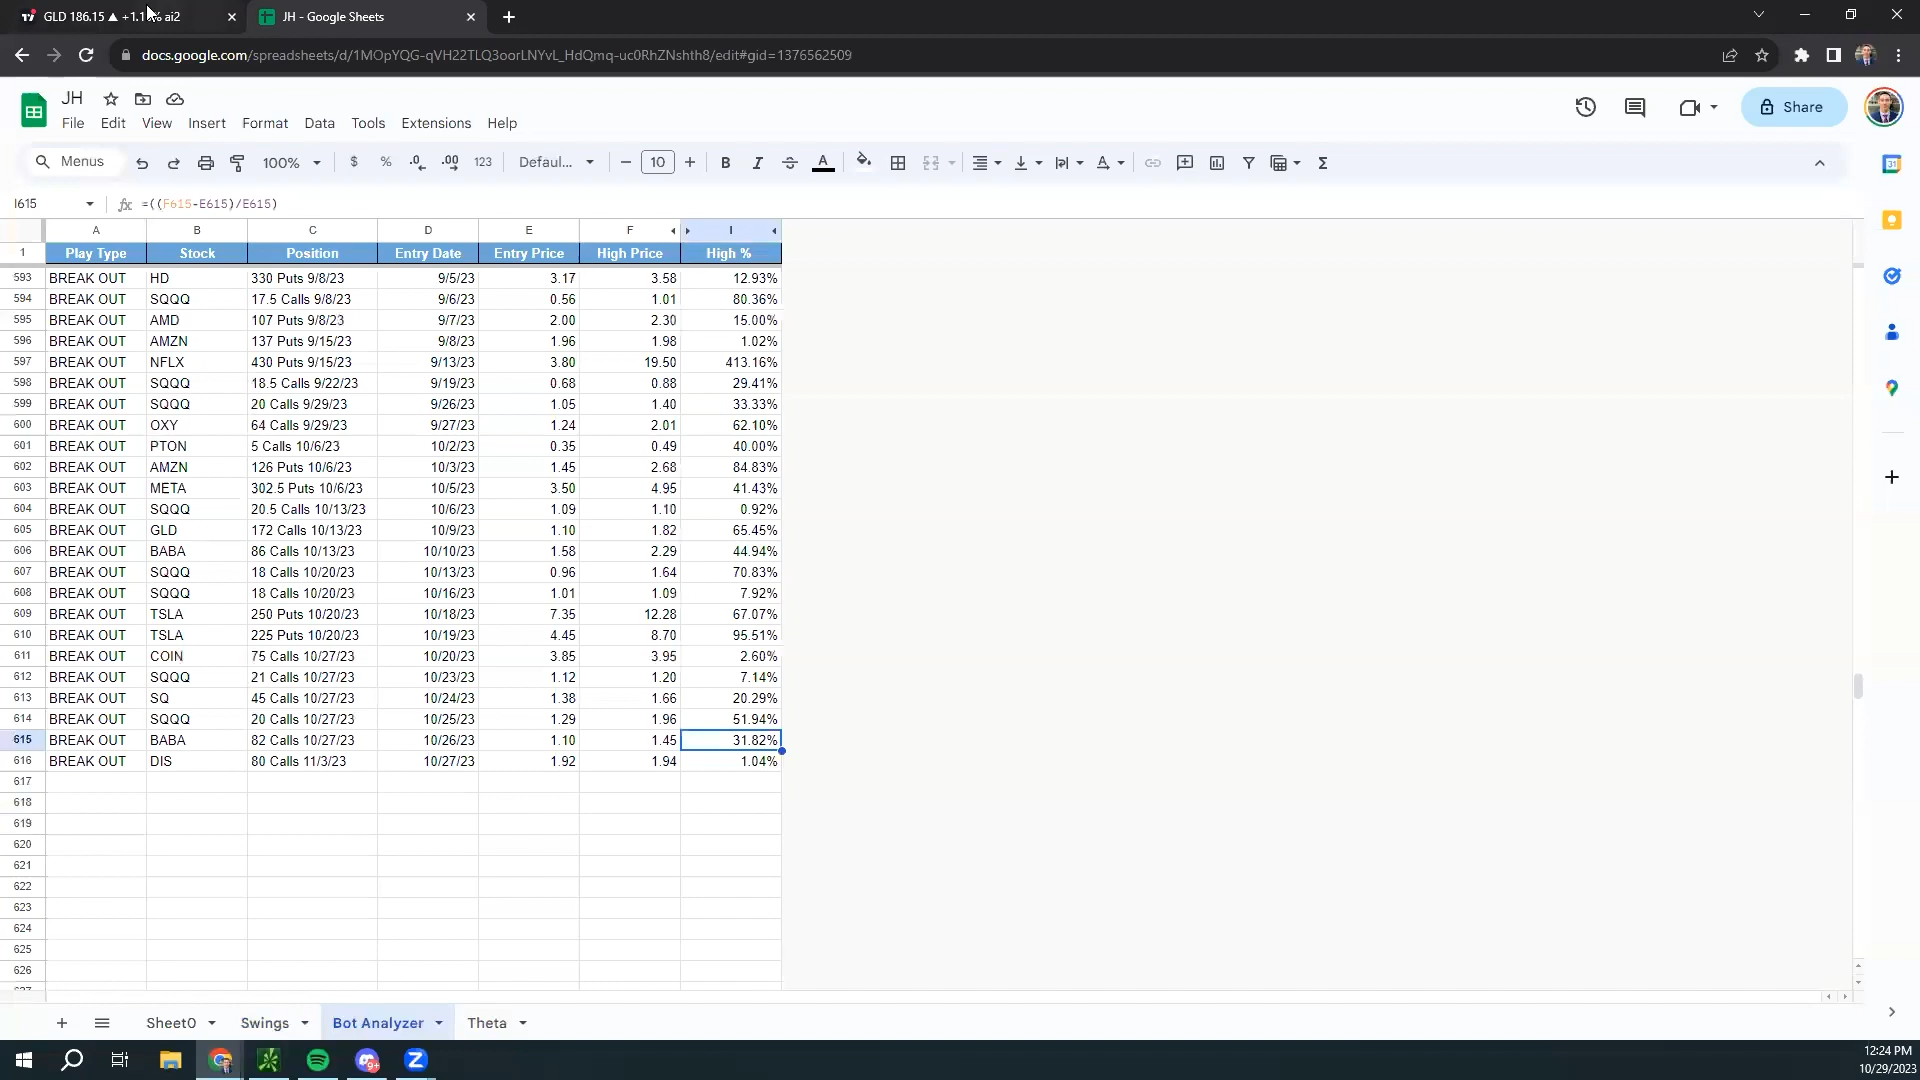 GLD 186.15 ▲ +1.1 % ai2
JH - Google Sheets
docs.google.com/spreadsheets/d/1MOpYQG-qVH22TLQ3oorLNYvL_HdQmq-uc0RhZNshth8/edit#gid=1376562509
JH
Share
File Edit View Insert Format Data Tools Extensions Help
Menus 100% $ % .0 .00 123 Defaul... 10 B I A
I615 fx =((F615-E615)/E615)
A B C D E F I
1 Play Type Stock Position Entry Date Entry Price High Price High %
593 BREAK OUT HD 330 Puts 9/8/23 9/5/23 3.17 3.58 12.93%
594 BREAK OUT SQQQ 17.5 Calls 9/8/23 9/6/23 0.56 1.01 80.36%
595 BREAK OUT AMD 107 Puts 9/8/23 9/7/23 2.00 2.30 15.00%
596 BREAK OUT AMZN 137 Puts 9/15/23 9/8/23 1.96 1.98 1.02%
597 BREAK OUT NFLX 430 Puts 9/15/23 9/13/23 3.80 19.50 413.16%
598 BREAK OUT SQQQ 18.5 Calls 9/22/23 9/19/23 0.68 0.88 29.41%
599 BREAK OUT SQQQ 20 Calls 9/29/23 9/26/23 1.05 1.40 33.33%
600 BREAK OUT OXY 64 Calls 9/29/23 9/27/23 1.24 2.01 62.10%
601 BREAK OUT PTON 5 Calls 10/6/23 10/2/23 0.35 0.49 40.00%
602 BREAK OUT AMZN 126 Puts 10/6/23 10/3/23 1.45 2.68 84.83%
603 BREAK OUT META 302.5 Puts 10/6/23 10/5/23 3.50 4.95 41.43%
604 BREAK OUT SQQQ 20.5 Calls 10/13/23 10/6/23 1.09 1.10 0.92%
605 BREAK OUT GLD 172 Calls 10/13/23 10/9/23 1.10 1.82 65.45%
606 BREAK OUT BABA 86 Calls 10/13/23 10/10/23 1.58 2.29 44.94%
607 BREAK OUT SQQQ 18 Calls 10/20/23 10/13/23 0.96 1.64 70.83%
608 BREAK OUT SQQQ 18 Calls 10/20/23 10/16/23 1.01 1.09 7.92%
609 BREAK OUT TSLA 250 Puts 10/20/23 10/18/23 7.35 12.28 67.07%
610 BREAK OUT TSLA 225 Puts 10/20/23 10/19/23 4.45 8.70 95.51%
611 BREAK OUT COIN 75 Calls 10/27/23 10/20/23 3.85 3.95 2.60%
612 BREAK OUT SQQQ 21 Calls 10/27/23 10/23/23 1.12 1.20 7.14%
613 BREAK OUT SQ 45 Calls 10/27/23 10/24/23 1.38 1.66 20.29%
614 BREAK OUT SQQQ 20 Calls 10/27/23 10/25/23 1.29 1.96 51.94%
615 BREAK OUT BABA 82 Calls 10/27/23 10/26/23 1.10 1.45 31.82%
616 BREAK OUT DIS 80 Calls 11/3/23 10/27/23 1.92 1.94 1.04%
617
618
619
620
621
622
623
624
625
626
Sheet0 Swings Bot Analyzer Theta
12:24 PM
10/29/2023